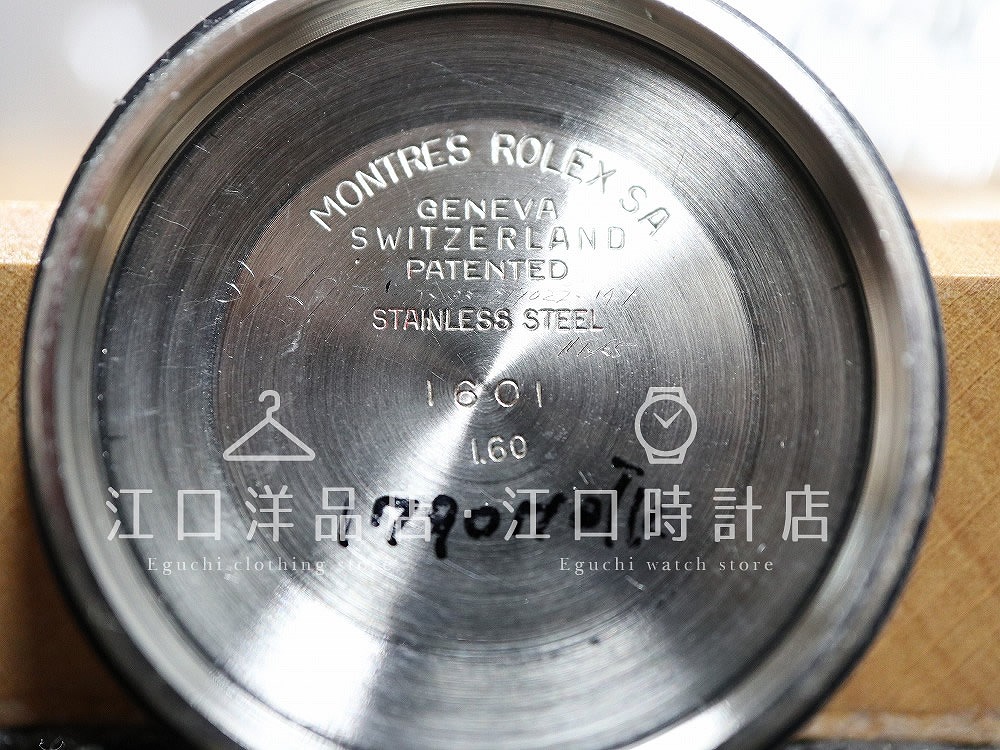 MONTRES ROLEX SA
GENEVA
SWITZERLAND
PATENTED
STAINLESS STEEL
1601
1.60
江口洋品店・江口時計店
Eguchi clothing store
Eguchi watch store